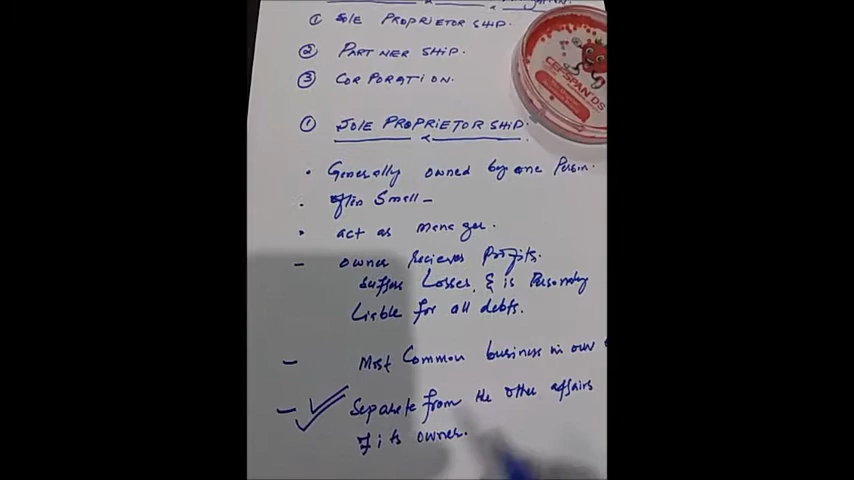 ① SOLE PROPRIETOR SHIP.
② PARTNER SHIP.
③ CORPORATION.
① SOLE PROPRIETOR SHIP.
• Generally owned by one Person.
• often Small -
• act as manager.
- owner recieves Profits.
suffers Losses, & is Personally
Liable for all debts.
- Most Common business in our
- Separate from the other affairs
of its owner.
CEFSPAN'DS